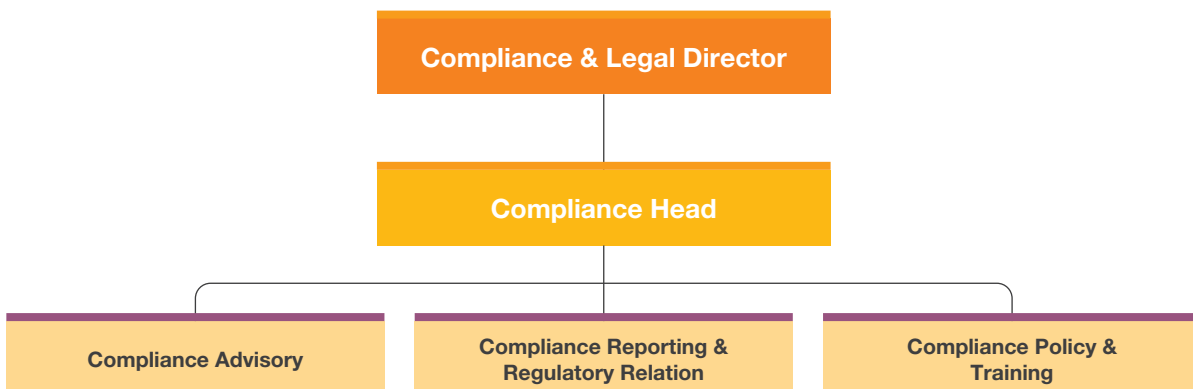 Compliance & Legal Director
Compliance Head
Compliance Advisory
Compliance Reporting &
Regulatory Relation
Compliance Policy &
Training